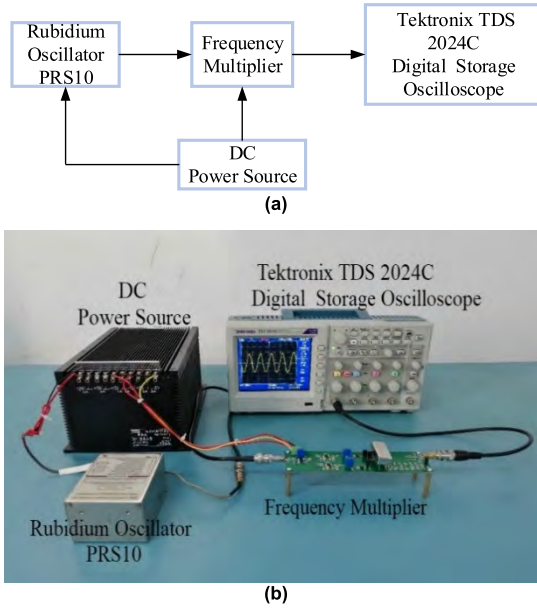 Rubidium
Oscillator
PRS10
Frequency
Multiplier
Tektronix TDS
2024C
Digital Storage
Oscilloscope
DC
Power Source
(a)
DC
Power Source
Tektronix TDS 2024C
Digital Storage Oscilloscope
Rubidium Oscillator
PRS10
Frequency Multiplier
(b)